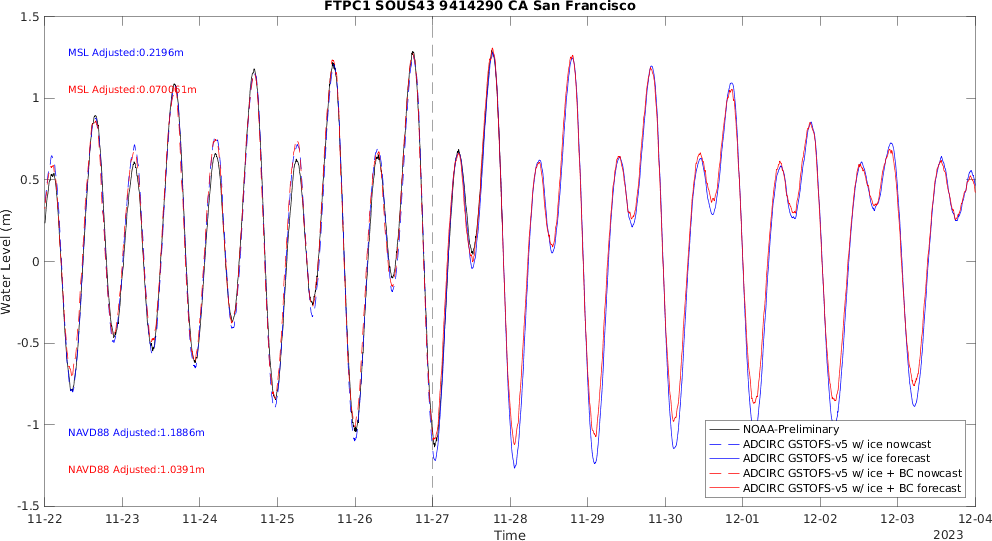 FTPC1 SOUS43 9414290 CA San Francisco
1.5
1
0.5
0
-0.5
-1
-1.5
Water Level (m)
MSL Adjusted:0.2196m
MSL Adjusted:0.070061m
NAVD88 Adjusted:1.1886m
NAVD88 Adjusted:1.0391m
NOAA-Preliminary
ADCIRC GSTOFS-v5 w/ ice nowcast
ADCIRC GSTOFS-v5 w/ ice forecast
ADCIRC GSTOFS-v5 w/ ice + BC nowcast
ADCIRC GSTOFS-v5 w/ ice + BC forecast
11-22 11-23 11-24 11-25 11-26 11-27 11-28 11-29 11-30 12-01 12-02 12-03 12-04
Time
2023